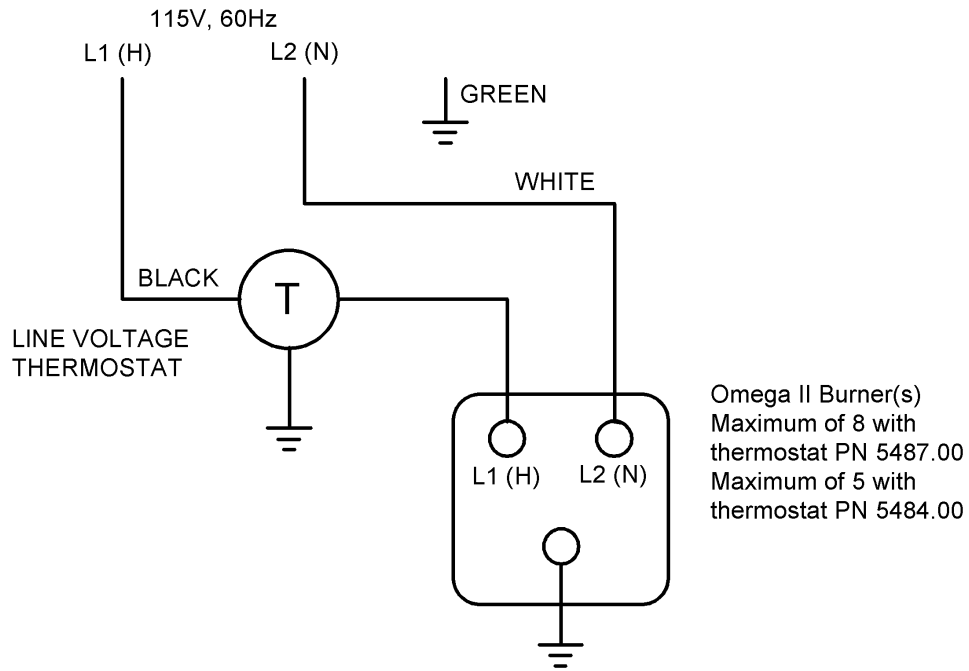 115V, 60Hz
L1 (H)
L2 (N)
GREEN
WHITE
BLACK
T
LINE VOLTAGE
THERMOSTAT
Omega II Burner(s)
Maximum of 8 with
thermostat PN 5487.00
Maximum of 5 with
thermostat PN 5484.00
L1 (H)
L2 (N)